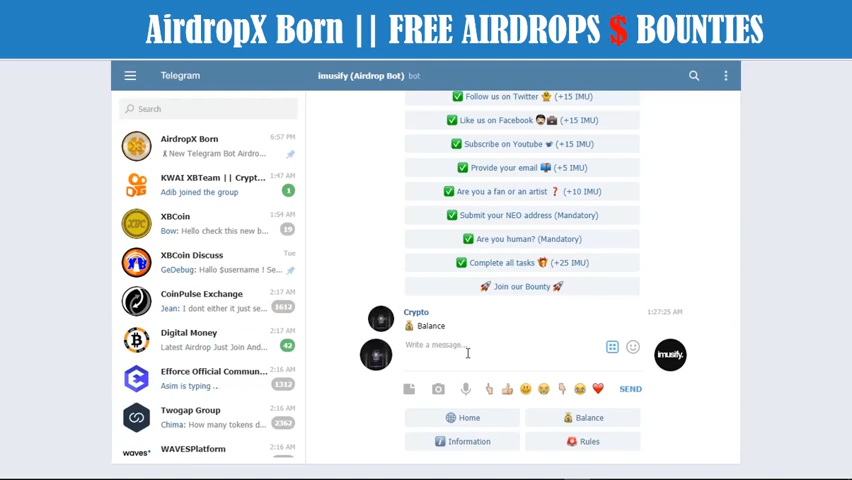 AirdropX Born || FREE AIRDROPS $ BOUNTIES
Telegram
imusify (Airdrop Bot) bot
Search
AirdropX Born 6:57 PM
New Telegram Bot Airdro...
KWAI XBTeam || Crypt... 1:47 AM
Adib joined the group 1
XBCoin 1:54 AM
Bow: Hello check this new b... 19
XBCoin Discuss Tue
GeDebug: Hallo $username ! Se...
CoinPulse Exchange 2:17 AM
Jean: I dont either it just se... 1612
Digital Money 2:17 AM
Latest Airdrop Just Join And... 42
Efforce Official Commun... 2:16 AM
Asim is typing ... 1312
Twogap Group 2:16 AM
Chima: How many tokens d... 2362
waves WAVESPlatform 2:16 AM
Follow us on Twitter (+15 IMU)
Like us on Facebook (+15 IMU)
Subscribe on Youtube (+15 IMU)
Provide your email (+5 IMU)
Are you a fan or an artist ❓ (+10 IMU)
Submit your NEO address (Mandatory)
Are you human? (Mandatory)
Complete all tasks (+25 IMU)
Join our Bounty
Crypto 1:27:25 AM
Balance
Write a message...
imusify.
SEND
Home
Balance
Information
Rules